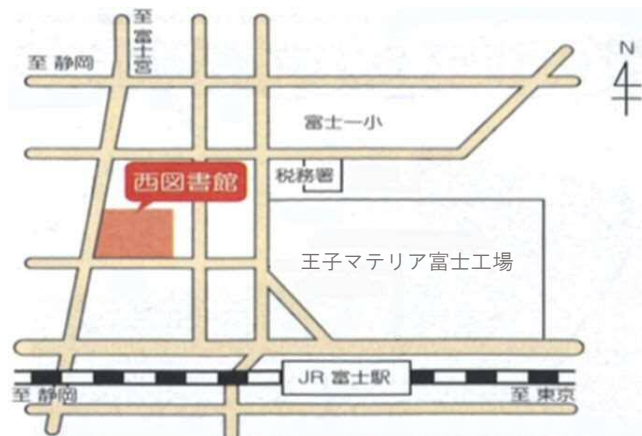 至富士宮
至 静岡
N
富士一小
税務署
西図書館
王子マテリア富士工場
JR 富士駅
至 静岡
至 東京